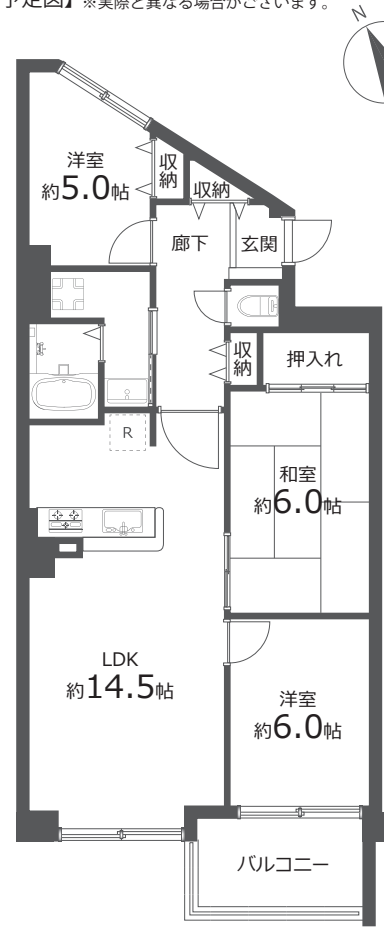 予定図】※実際と異なる場合がございます。
N
洋室
約5.0帖
収納
収納
廊下
玄関
収納
押入れ
R
和室
約6.0帖
LDK
約14.5帖
洋室
約6.0帖
バルコニー